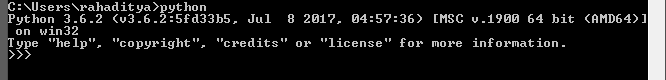 C:\Users\rahaditya>python
Python 3.6.2 (v3.6.2:5fd33b5, Jul  8 2017, 04:57:36) [MSC v.1900 64 bit (AMD64)]
 on win32
Type "help", "copyright", "credits" or "license" for more information.
>>>